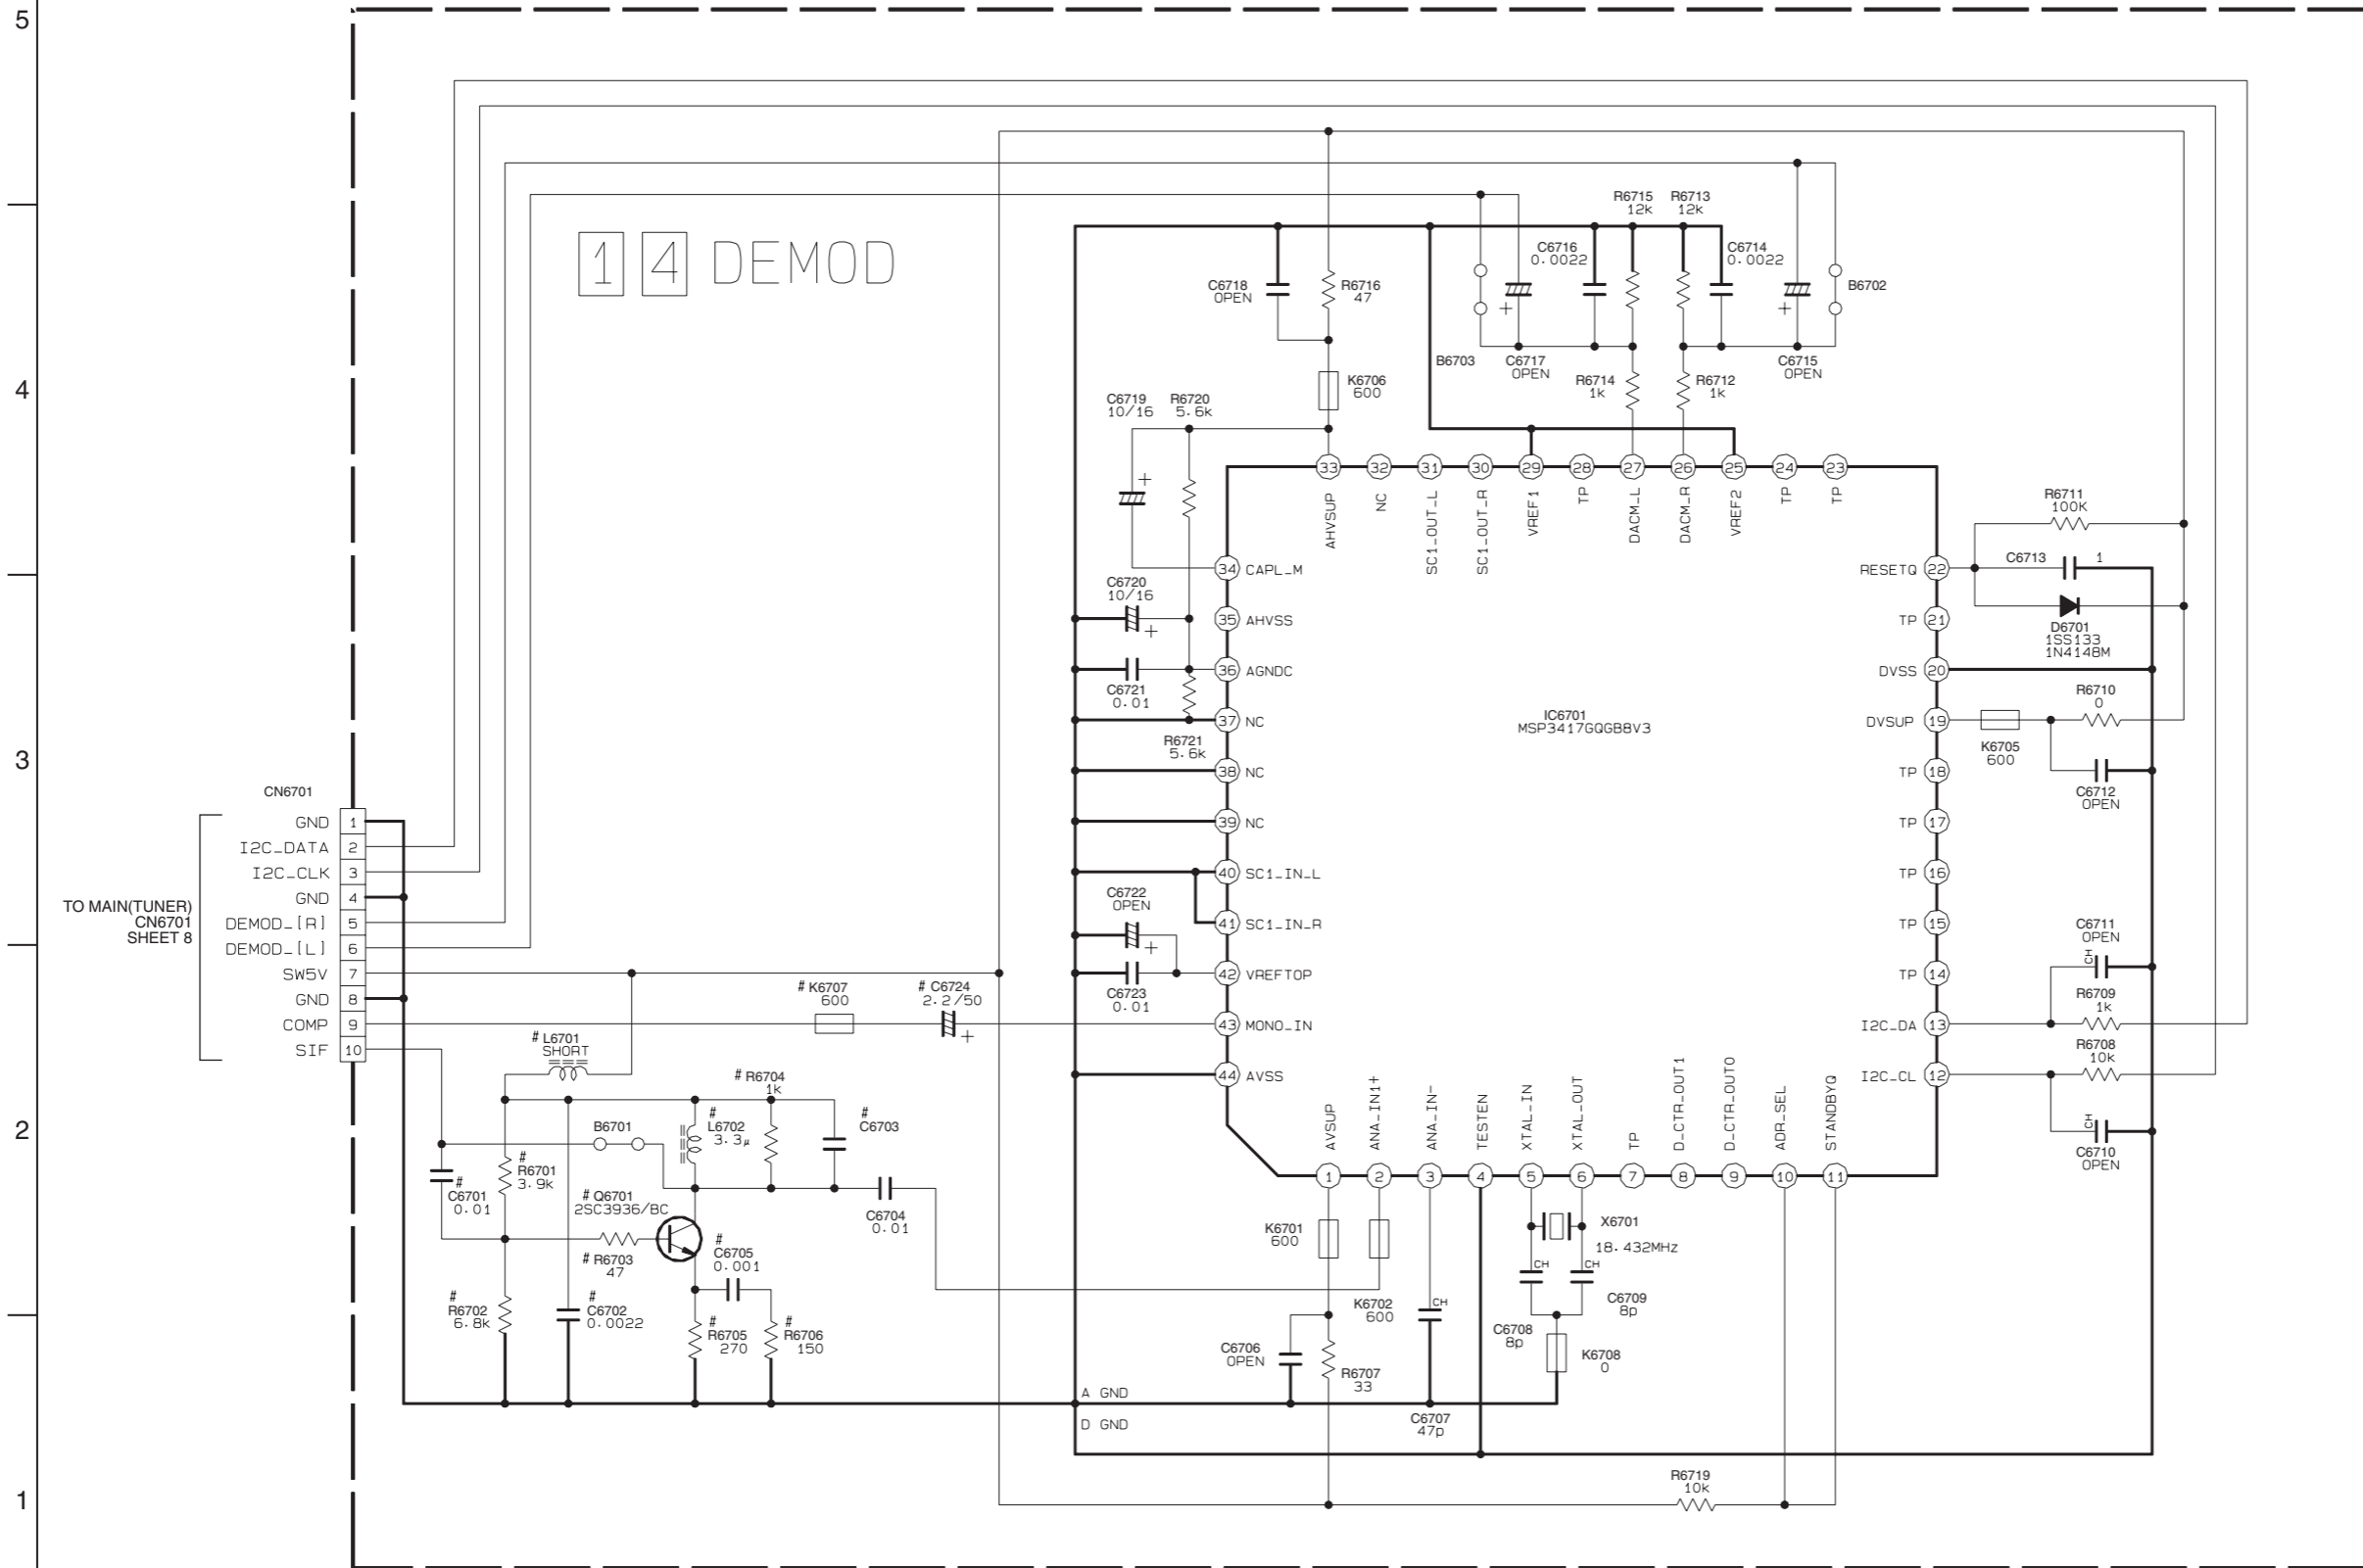 5
4
3
2
1
1 4 DEMOD
CN6701
TO MAIN(TUNER)
CN6701
SHEET 8
GND 1
I2C_DATA 2
I2C_CLK 3
GND 4
DEMOD_[R] 5
DEMOD_[L] 6
SW5V 7
GND 8
COMP 9
SIF 10
# L6701
SHORT
# K6707
600
# C6724
2.2/50
+
# R6704
1k
#
L6702
3.3µ
#
C6703
B6701
#
R6701
3.9k
#
C6701
0.01
# Q6701
2SC3936/BC
# R6703
47
#
C6705
0.001
C6704
0.01
#
R6702
6.8k
#
C6702
0.0022
#
R6705
270
#
R6706
150
C6718
OPEN
R6716
47
K6706
600
C6719
10/16
+
R6720
5.6k
C6720
10/16
+
C6721
0.01
R6721
5.6k
C6722
OPEN
+
C6723
0.01
B6703
C6717
OPEN
+
C6716
0.0022
R6715
12k
R6713
12k
C6714
0.0022
C6715
OPEN
+
B6702
R6714
1k
R6712
1k
33 AHVSUP
32 NC
31 SC1_OUT_L
30 SC1_OUT_R
29 VREF1
28 TP
27 DACM_L
26 DACM_R
25 VREF2
24 TP
23 TP
34 CAPL_M
35 AHVSS
36 AGNDC
37 NC
38 NC
39 NC
40 SC1_IN_L
41 SC1_IN_R
42 VREFTOP
43 MONO_IN
44 AVSS
IC6701
MSP3417GQGB8V3
RESETQ 22
TP 21
DVSS 20
DVSUP 19
TP 18
TP 17
TP 16
TP 15
TP 14
I2C_DA 13
I2C_CL 12
AVSUP 1
ANA_IN1+ 2
ANA_IN- 3
TESTEN 4
XTAL_IN 5
XTAL_OUT 6
TP 7
D_CTR_OUT1 8
D_CTR_OUT0 9
ADR_SEL 10
STANDBYQ 11
R6711
100K
C6713 1
D6701
1SS133
1N4148M
R6710
0
K6705
600
C6712
OPEN
C6711
OPEN
CH
R6709
1k
R6708
10k
CH
C6710
OPEN
K6701
600
K6702
600
CH
C6706
OPEN
R6707
33
C6707
47p
X6701
18.432MHz
CH
CH
C6709
8p
C6708
8p
K6708
0
A GND
D GND
R6719
10k